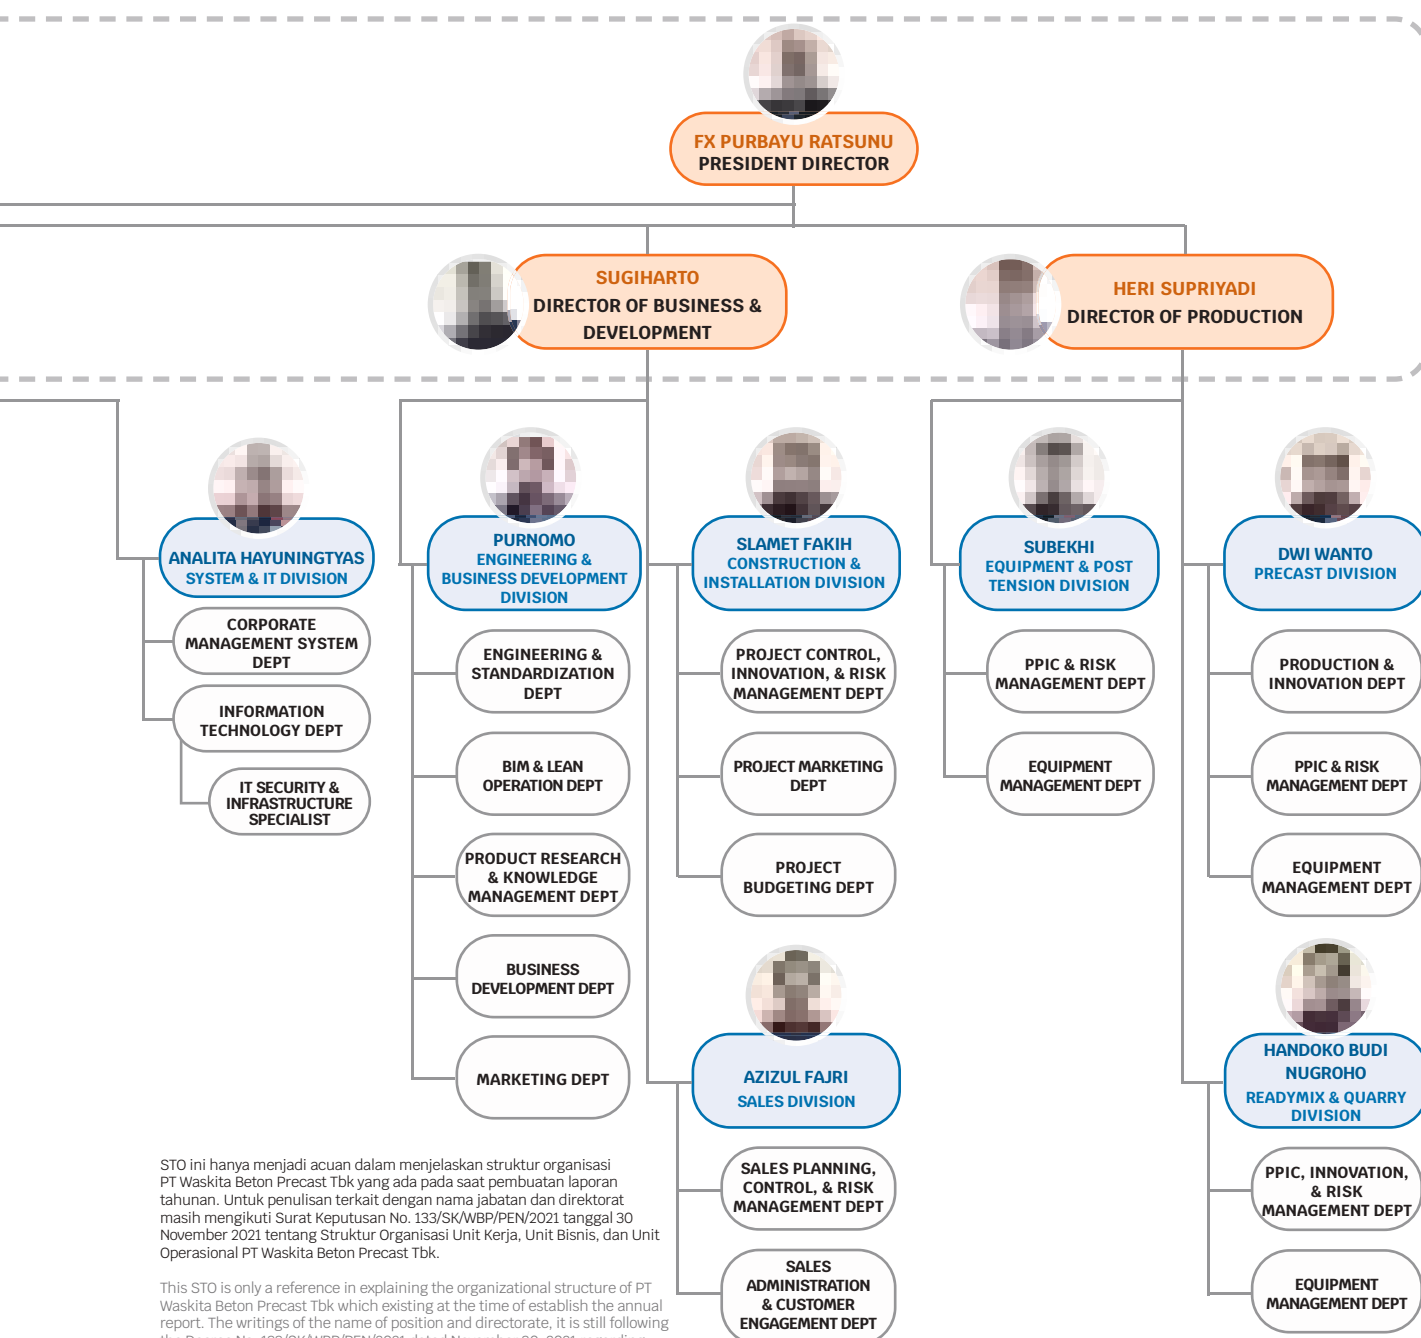 FX PURBAYU RATSUNU
PRESIDENT DIRECTOR
SUGIHARTO
DIRECTOR OF BUSINESS &
DEVELOPMENT
HERI SUPRIYADI
DIRECTOR OF PRODUCTION
ANALITA HAYUNINGTYAS
SYSTEM & IT DIVISION
CORPORATE
MANAGEMENT SYSTEM
DEPT
INFORMATION
TECHNOLOGY DEPT
IT SECURITY &
INFRASTRUCTURE
SPECIALIST
PURNOMO
ENGINEERING &
BUSINESS DEVELOPMENT
DIVISION
ENGINEERING &
STANDARDIZATION
DEPT
BIM & LEAN
OPERATION DEPT
PRODUCT RESEARCH
& KNOWLEDGE
MANAGEMENT DEPT
BUSINESS
DEVELOPMENT DEPT
MARKETING DEPT
SLAMET FAKIH
CONSTRUCTION &
INSTALLATION DIVISION
PROJECT CONTROL,
INNOVATION, & RISK
MANAGEMENT DEPT
PROJECT MARKETING
DEPT
PROJECT
BUDGETING DEPT
AZIZUL FAJRI
SALES DIVISION
SALES PLANNING,
CONTROL, & RISK
MANAGEMENT DEPT
SALES
ADMINISTRATION
& CUSTOMER
ENGAGEMENT DEPT
SUBEKHI
EQUIPMENT & POST
TENSION DIVISION
PPIC & RISK
MANAGEMENT DEPT
EQUIPMENT
MANAGEMENT DEPT
DWI WANTO
PRECAST DIVISION
PRODUCTION &
INNOVATION DEPT
PPIC & RISK
MANAGEMENT DEPT
EQUIPMENT
MANAGEMENT DEPT
HANDOKO BUDI
NUGROHO
READYMIX & QUARRY
DIVISION
PPIC, INNOVATION,
& RISK
MANAGEMENT DEPT
EQUIPMENT
MANAGEMENT DEPT
STO ini hanya menjadi acuan dalam menjelaskan struktur organisasi
PT Waskita Beton Precast Tbk yang ada pada saat pembuatan laporan
tahunan. Untuk penulisan terkait dengan nama jabatan dan direktorat
masih mengikuti Surat Keputusan No. 133/SK/WBP/PEN/2021 tanggal 30
November 2021 tentang Struktur Organisasi Unit Kerja, Unit Bisnis, dan Unit
Operasional PT Waskita Beton Precast Tbk.
This STO is only a reference in explaining the organizational structure of PT
Waskita Beton Precast Tbk which existing at the time of establish the annual
report. The writings of the name of position and directorate, it is still following